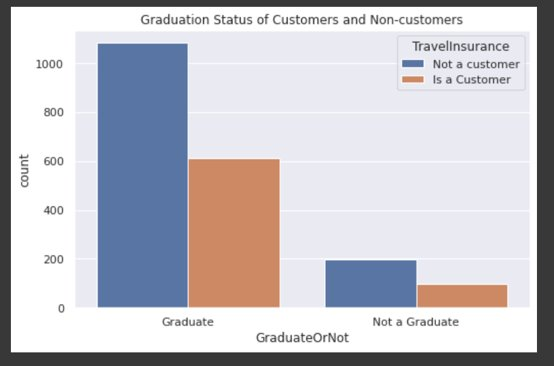 Graduation Status of Customers and Non-customers
TravelInsurance
Not a customer
Is a Customer
1000
800
600
400
200
0
count
Graduate
Not a Graduate
GraduateOrNot